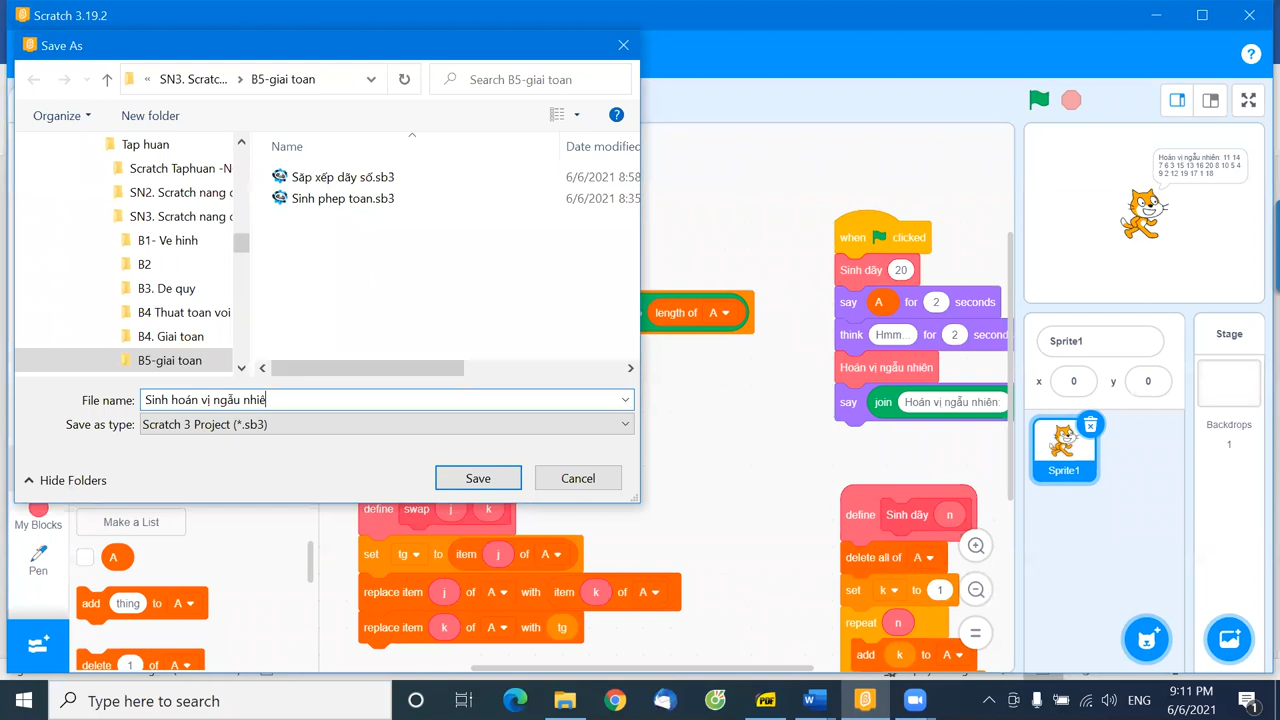 Scratch 3.19.2
Save As
« SN3. Scratc... › B5-giai toan
Search B5-giai toan
Organize
New folder
Name
Date modified
Tap huan
Scratch Taphuan -N
SN2. Scratch nang c
SN3. Scratch nang c
B1- Ve hinh
B2
B3. De quy
B4 Thuat toan voi
B4. Giai toan
B5-giai toan
Sắp xếp dãy số.sb3
6/6/2021 8:58
Sinh phep toan.sb3
6/6/2021 8:35
File name:
Sinh hoán vị ngẫu nhiê
Save as type:
Scratch 3 Project (*.sb3)
Hide Folders
Save
Cancel
My Blocks
Pen
Make a List
A
add thing to A
delete 1 of A
length of A
define swap j k
set tg to item j of A
replace item j of A with item k of A
replace item k of A with tg
when clicked
Sinh dãy 20
say A for 2 seconds
think Hmm... for 2 second
Hoán vị ngẫu nhiên
say join Hoán vị ngẫu nhiên:
define Sinh dãy n
delete all of A
set k to 1
repeat n
add k to A
Hoán vị ngẫu nhiên: 11 14
7 6 3 15 13 16 20 8 10 5 4
9 2 12 19 17 1 18
Sprite1
x 0 y 0
Sprite1
Stage
Backdrops
1
Type here to search
ENG
9:11 PM
6/6/2021
1